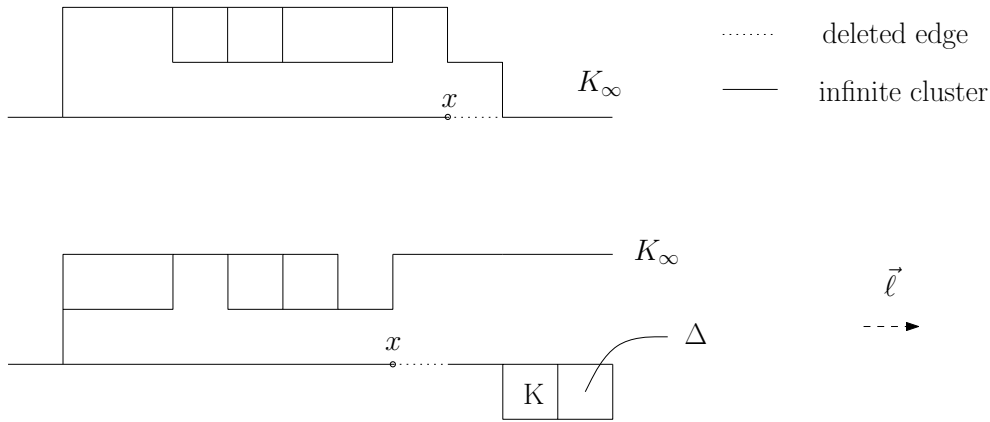 deleted edge
K∞
infinite cluster
x
K∞
ℓ⃗
x
Δ
K